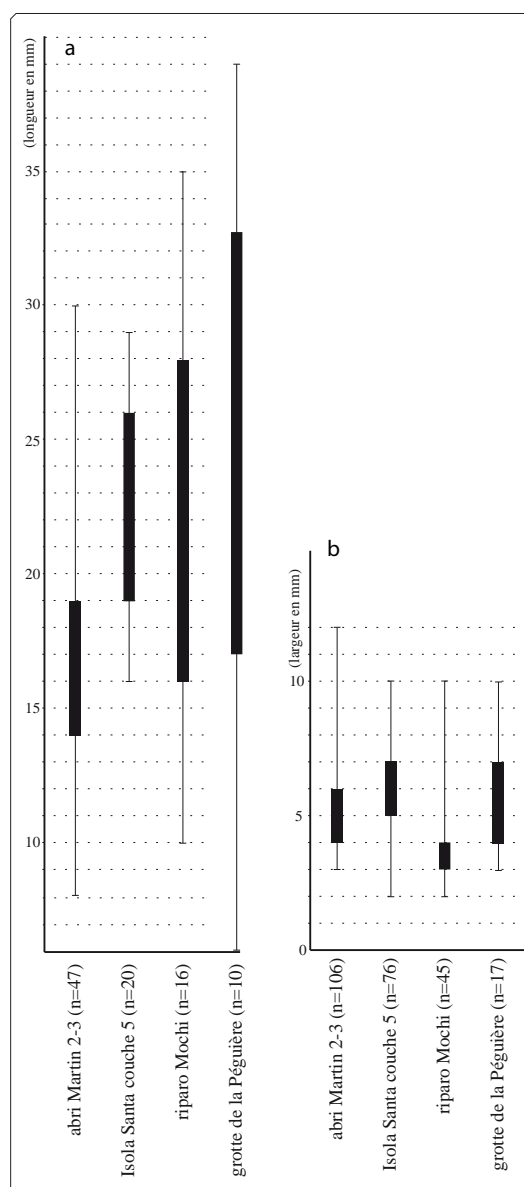 a
(longueur en mm)
35
30
25
20
15
10
abri Martin 2-3 (n=47)
Isola Santa couche 5 (n=20)
riparo Mochi (n=16)
grotte de la Péguière (n=10)
b
(largeur en mm)
10
5
0
abri Martin 2-3 (n=106)
Isola Santa couche 5 (n=76)
riparo Mochi (n=45)
grotte de la Péguière (n=17)